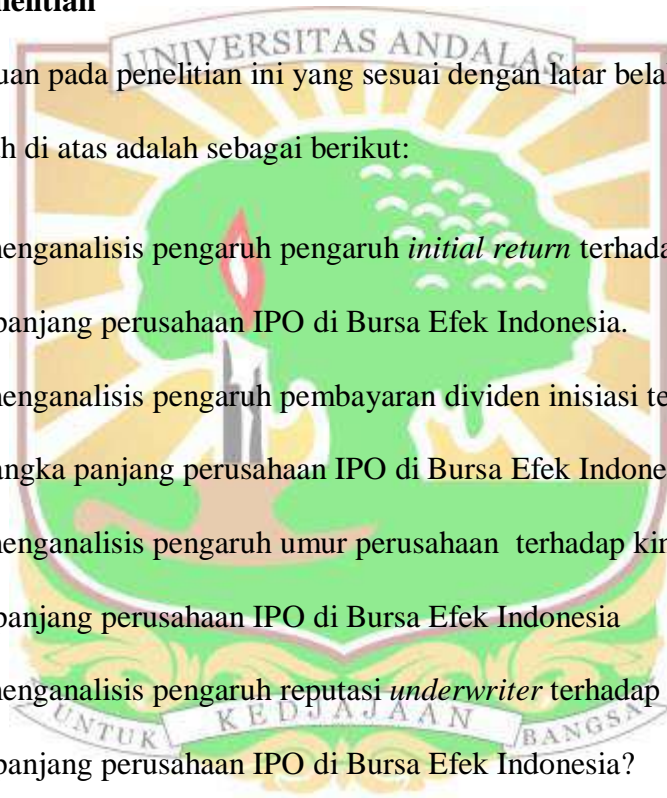 nelitian
UNIVERSITAS ANDALAS
uan pada penelitian ini yang sesuai dengan latar bela
h di atas adalah sebagai berikut:
nenganalisis pengaruh pengaruh initial return terhada
panjang perusahaan IPO di Bursa Efek Indonesia.
nenganalisis pengaruh pembayaran dividen inisiasi te
angka panjang perusahaan IPO di Bursa Efek Indone
nenganalisis pengaruh umur perusahaan terhadap kin
panjang perusahaan IPO di Bursa Efek Indonesia
nenganalisis pengaruh reputasi underwriter terhadap
UNTUK KEDJAJAAN BANGSA
panjang perusahaan IPO di Bursa Efek Indonesia?